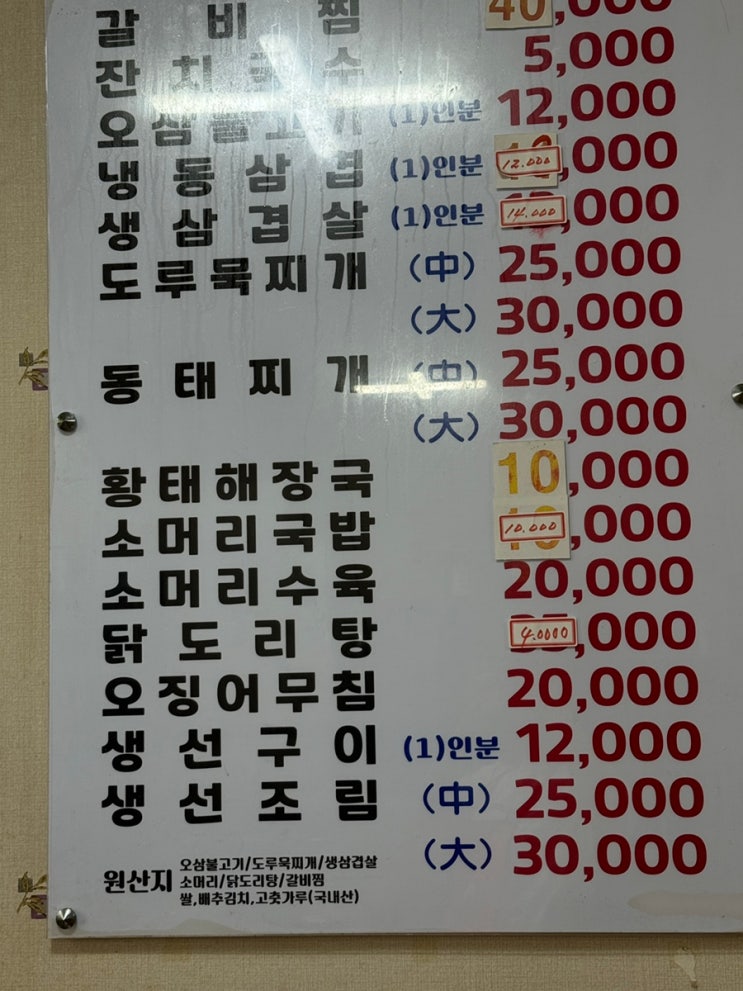 갈비찜 40,000
잔치국수 5,000
오삼불고기 (1)인분 12,000
냉동삼겹 (1)인분 12.000 ,000
생삼겹살 (1)인분 14.000 ,000
도루묵찌개 (中) 25,000
(大) 30,000
동태찌개 (中) 25,000
(大) 30,000
황태해장국 10,000
소머리국밥 10.000 ,000
소머리수육 20,000
닭도리탕 4.0000 ,000
오징어무침 20,000
생선구이 (1)인분 12,000
생선조림 (中) 25,000
(大) 30,000
원산지 오삼불고기/도루묵찌개/생삼겹살
소머리/닭도리탕/갈비찜
쌀,배추김치,고춧가루(국내산)